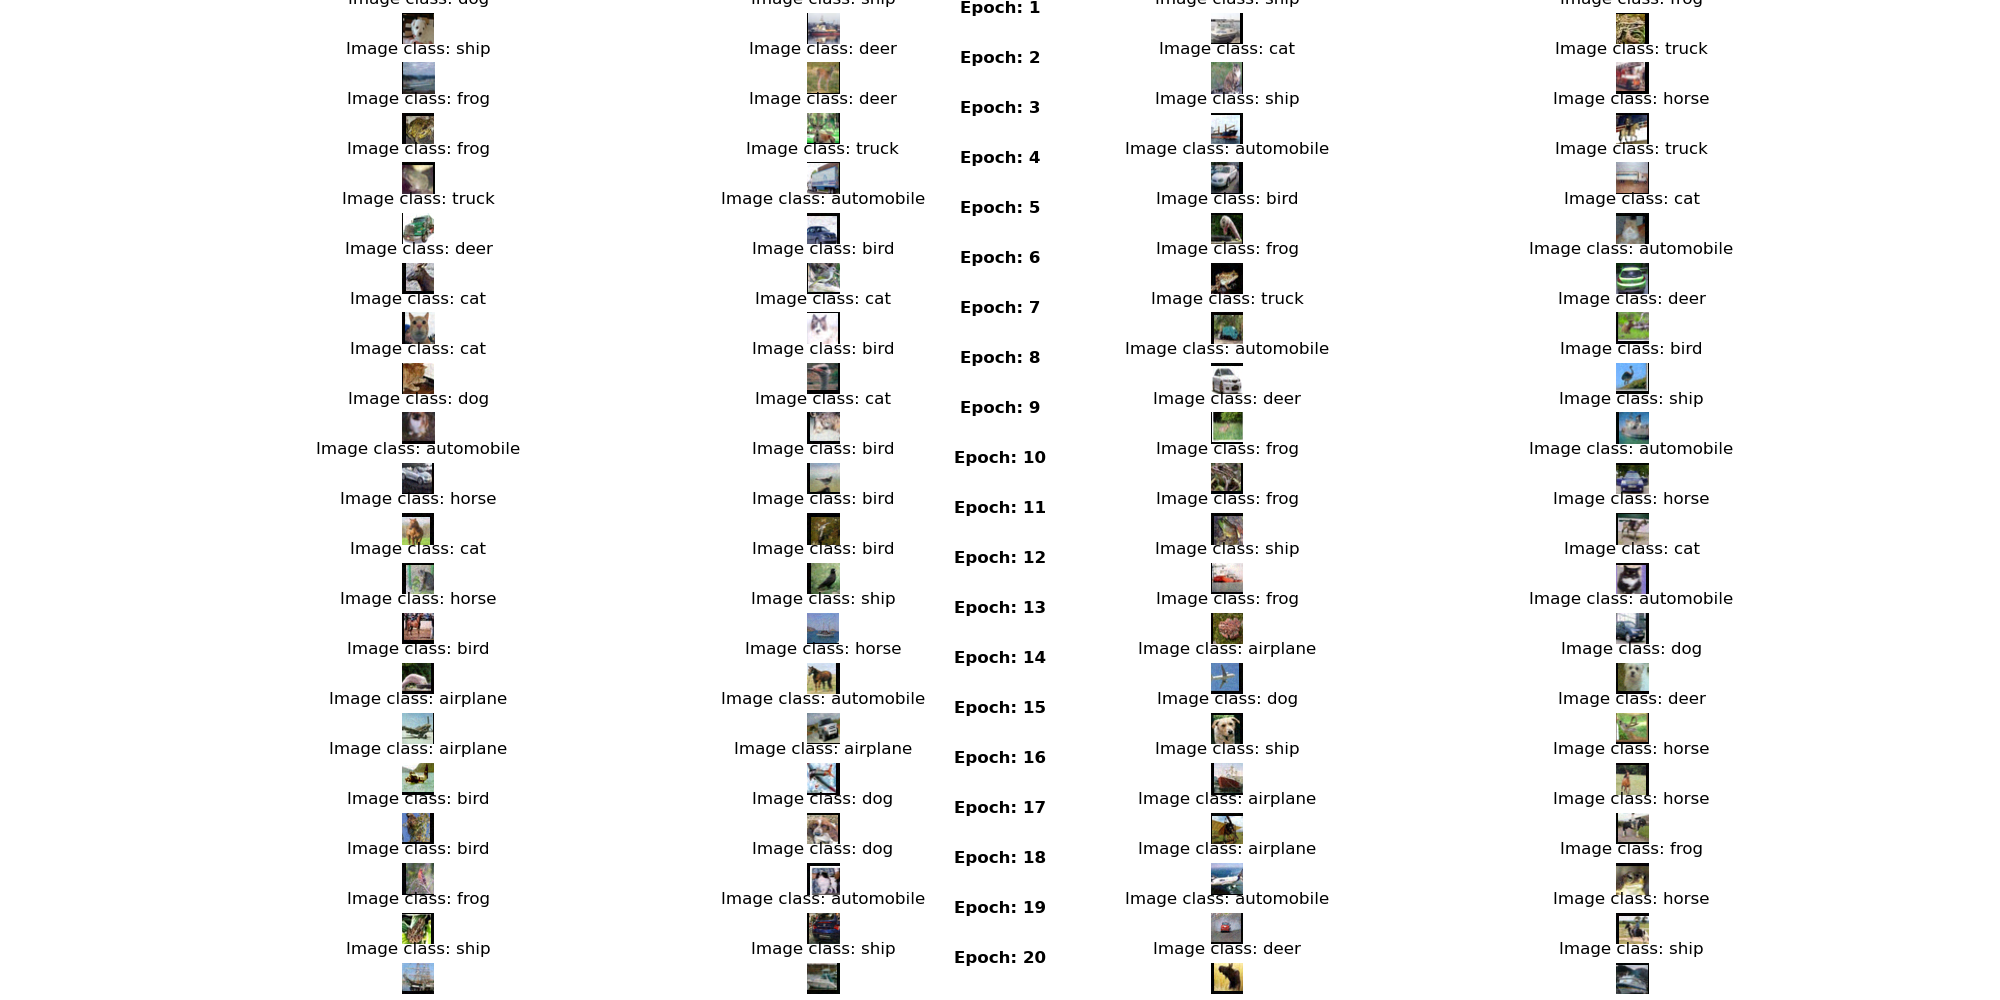 Image class: dog Image class: ship Epoch: 1 Image class: ship Image class: frog
Image class: ship Image class: deer Epoch: 2 Image class: cat Image class: truck
Image class: frog Image class: deer Epoch: 3 Image class: ship Image class: horse
Image class: frog Image class: truck Epoch: 4 Image class: automobile Image class: truck
Image class: truck Image class: automobile Epoch: 5 Image class: bird Image class: cat
Image class: deer Image class: bird Epoch: 6 Image class: frog Image class: automobile
Image class: cat Image class: cat Epoch: 7 Image class: truck Image class: deer
Image class: cat Image class: bird Epoch: 8 Image class: automobile Image class: bird
Image class: dog Image class: cat Epoch: 9 Image class: deer Image class: ship
Image class: automobile Image class: bird Epoch: 10 Image class: frog Image class: automobile
Image class: horse Image class: bird Epoch: 11 Image class: frog Image class: horse
Image class: cat Image class: bird Epoch: 12 Image class: ship Image class: cat
Image class: horse Image class: ship Epoch: 13 Image class: frog Image class: automobile
Image class: bird Image class: horse Epoch: 14 Image class: airplane Image class: dog
Image class: airplane Image class: automobile Epoch: 15 Image class: dog Image class: deer
Image class: airplane Image class: airplane Epoch: 16 Image class: ship Image class: horse
Image class: bird Image class: dog Epoch: 17 Image class: airplane Image class: horse
Image class: bird Image class: dog Epoch: 18 Image class: airplane Image class: frog
Image class: frog Image class: automobile Epoch: 19 Image class: automobile Image class: horse
Image class: ship Image class: ship Epoch: 20 Image class: deer Image class: ship